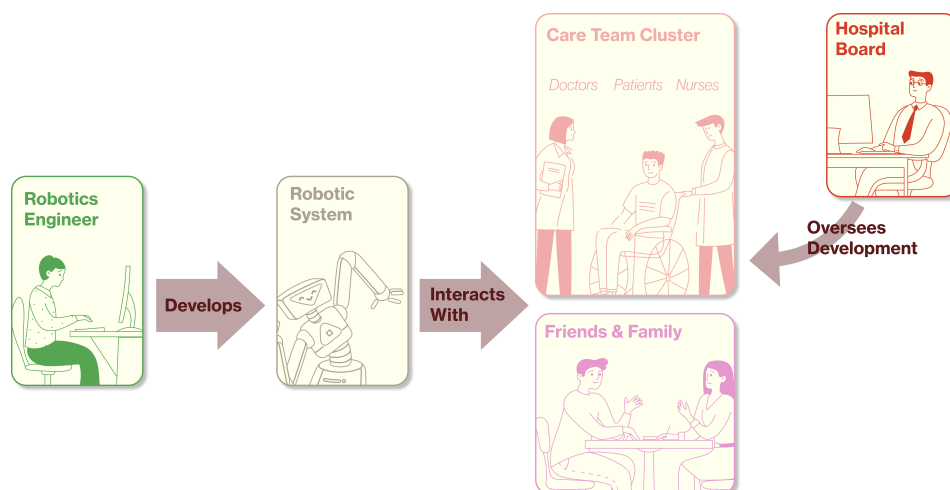 Robotics
Engineer
Develops
Robotic
System
Interacts
With
Care Team Cluster
Doctors Patients Nurses
Friends & Family
Hospital
Board
Oversees
Development